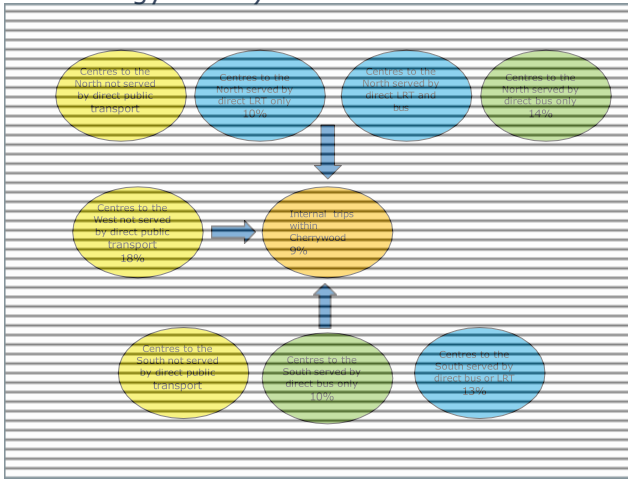 Centres to the
North not served
by direct public
transport
Centres to the
North served by
direct LRT only
10%
Centres to the
North served by
direct LRT and
bus
Centres to the
North served by
direct bus only
14%
Centres to the
West not served
by direct public
transport
18%
Internal trips
within
Cherrywood
9%
Centres to the
South not served
by direct public
transport
Centres to the
South served by
direct bus only
10%
Centres to the
South served by
direct bus or LRT
13%